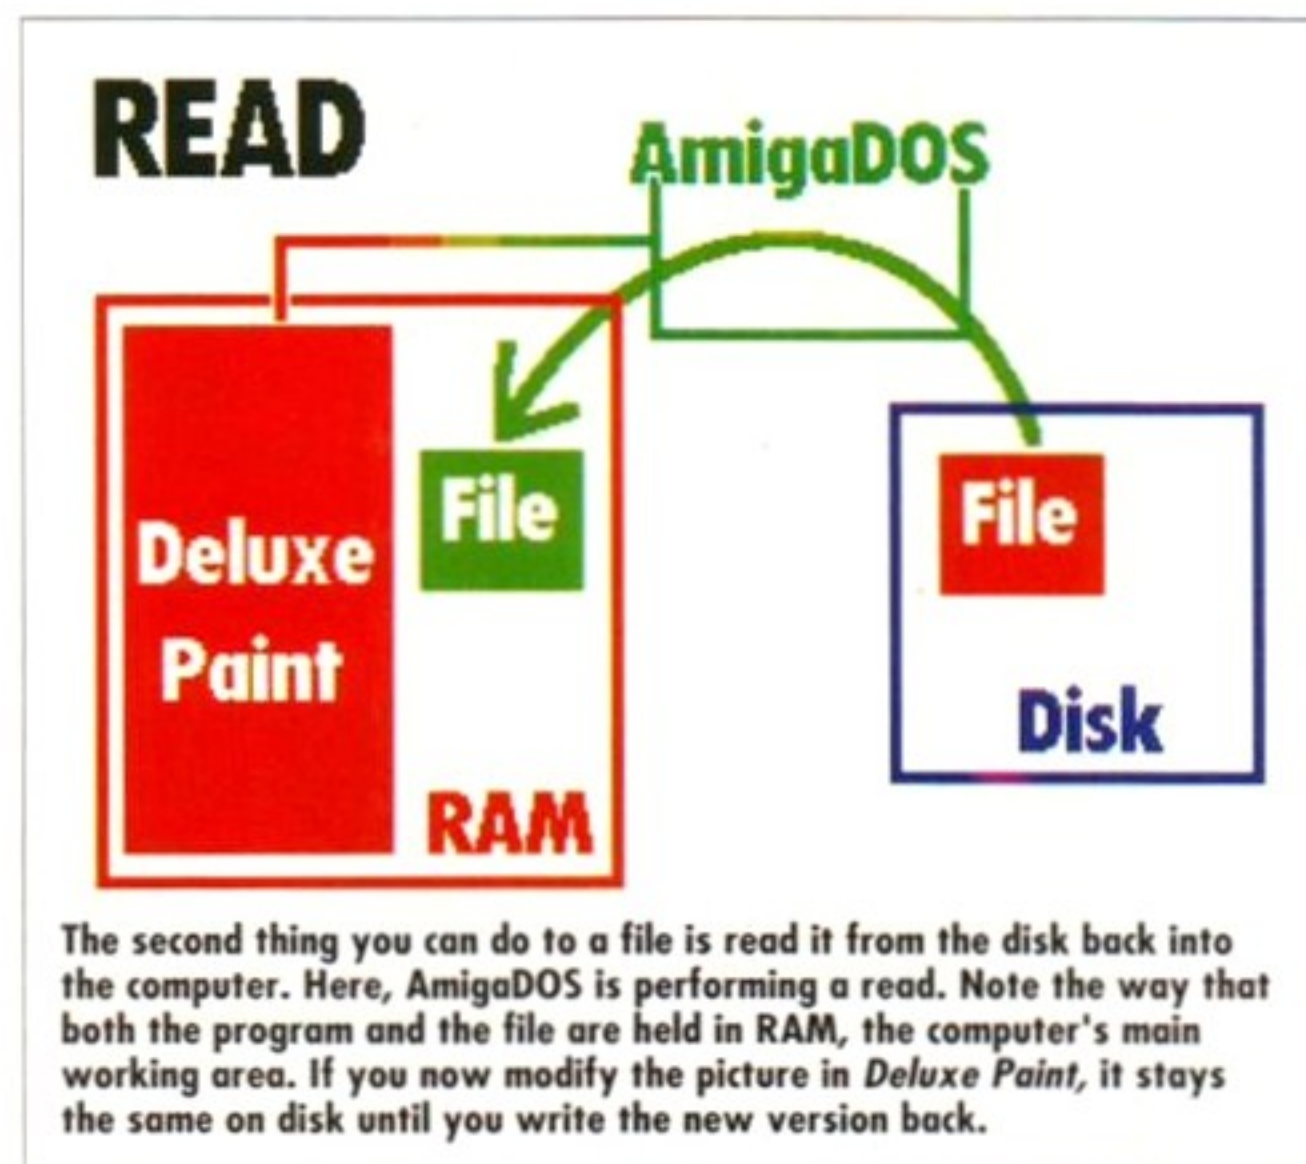 READ
AmigaDOS
File
File
Deluxe
Paint
Disk
RAM
The second thing you can do to a file is read it from the disk back into
the computer. Here, AmigaDOS is performing a read. Note the way that
both the program and the file are held in RAM, the computer's main
working area. If you now modify the picture in Deluxe Paint, it stays
the same on disk until you write the new version back.